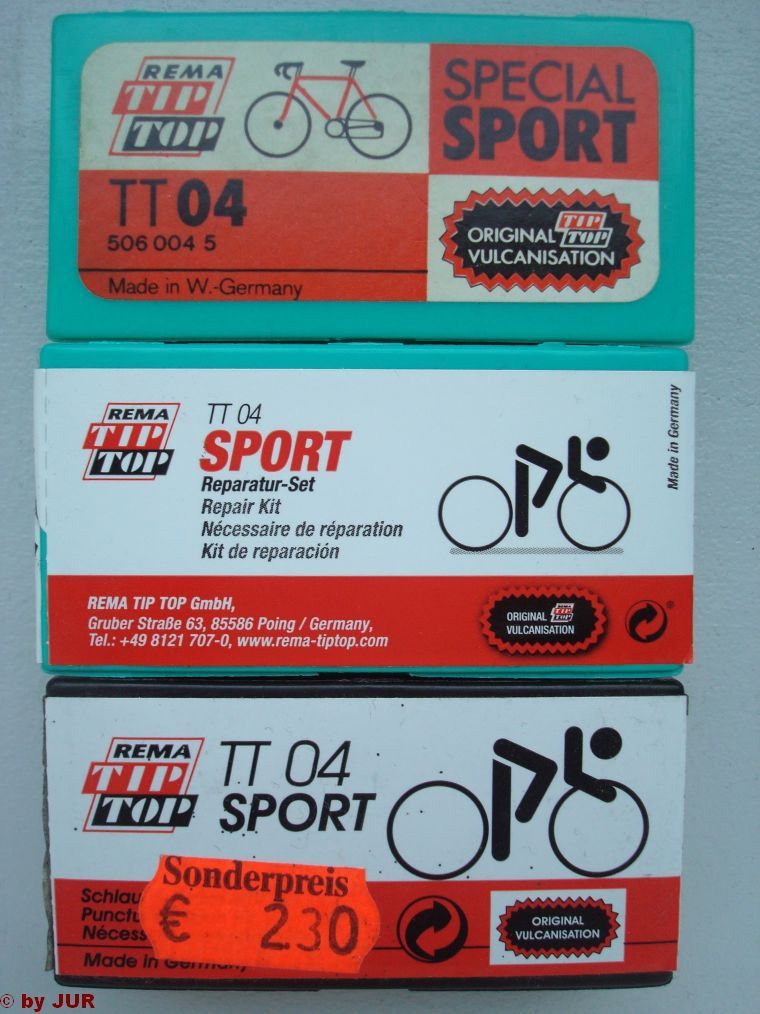 REMA
TIP
TOP
SPECIAL
SPORT
TT 04
506 004 5
Made in W.-Germany
ORIGINAL TIP TOP
VULCANISATION
REMA
TIP
TOP
TT 04
SPORT
Reparatur-Set
Repair Kit
Nécessaire de réparation
Kit de reparación
Made in Germany
REMA TIP TOP GmbH,
Gruber Straße 63, 85586 Poing / Germany,
Tel.: +49 8121 707-0, www.rema-tiptop.com
ORIGINAL TIP TOP
VULCANISATION
®
REMA
TIP
TOP
TT 04
SPORT
Sonderpreis
€ 2.30
Schlau
Punctu
Nécess
Made in Germany
ORIGINAL
VULCANISATION
© by JUR